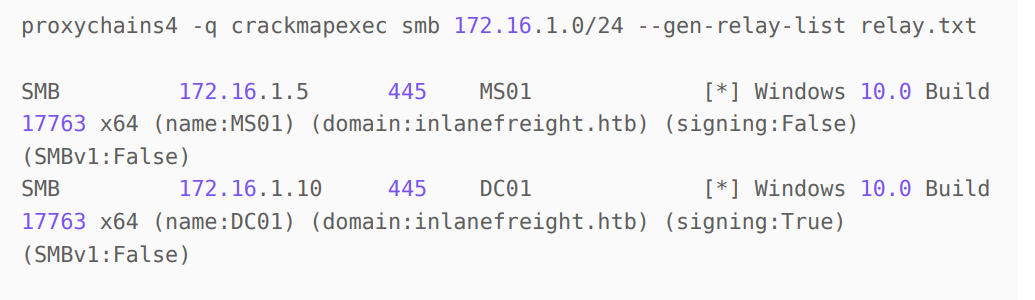 proxychains4 -q crackmapexec smb 172.16.1.0/24 --gen-relay-list relay.txt
SMB 172.16.1.5 445 MS01 [*] Windows 10.0 Build
17763 x64 (name:MS01) (domain:inlanefreight.htb) (signing:False)
(SMBv1:False)
SMB 172.16.1.10 445 DC01 [*] Windows 10.0 Build
17763 x64 (name:DC01) (domain:inlanefreight.htb) (signing:True)
(SMBv1:False)